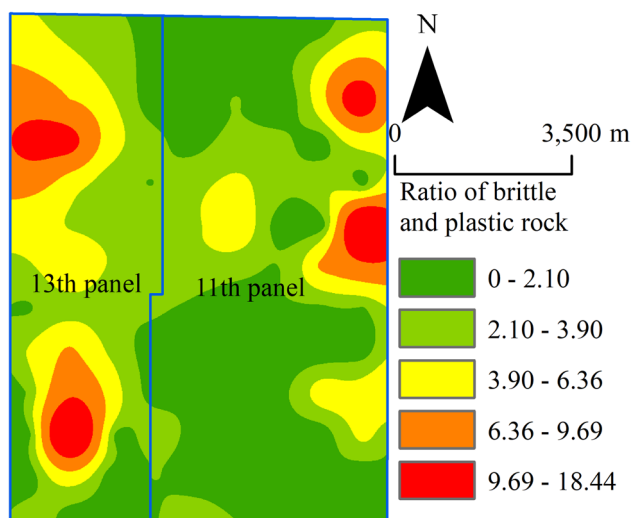 N
0 3,500 m
Ratio of brittle
and plastic rock
13th panel 11th panel
0 - 2.10
2.10 - 3.90
3.90 - 6.36
6.36 - 9.69
9.69 - 18.44